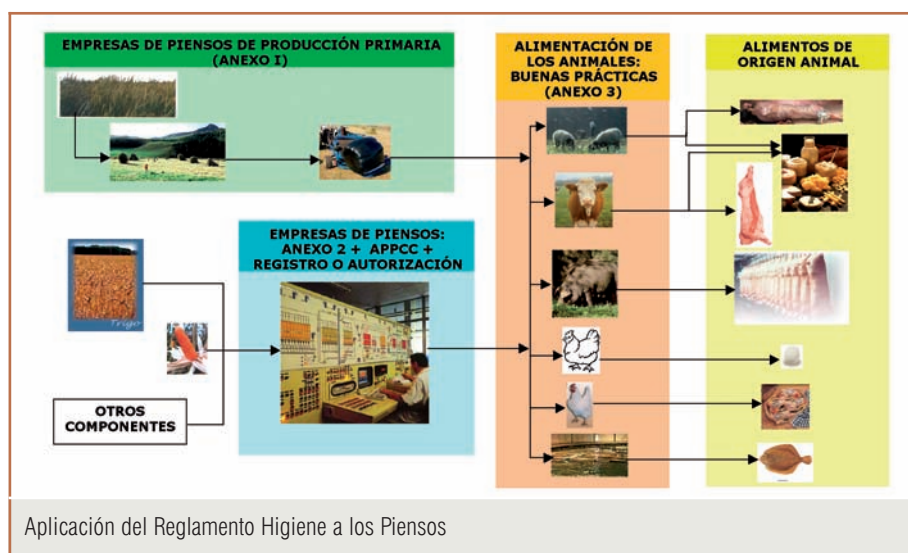 EMPRESAS DE PIENSOS DE PRODUCCIÓN PRIMARIA
(ANEXO I)
ALIMENTACIÓN DE
LOS ANIMALES:
BUENAS PRÁCTICAS
(ANEXO 3)
ALIMENTOS DE
ORIGEN ANIMAL
EMPRESAS DE PIENSOS:
ANEXO 2 + APPCC +
REGISTRO O AUTORIZACIÓN
Trigo
OTROS
COMPONENTES
Aplicación del Reglamento Higiene a los Piensos